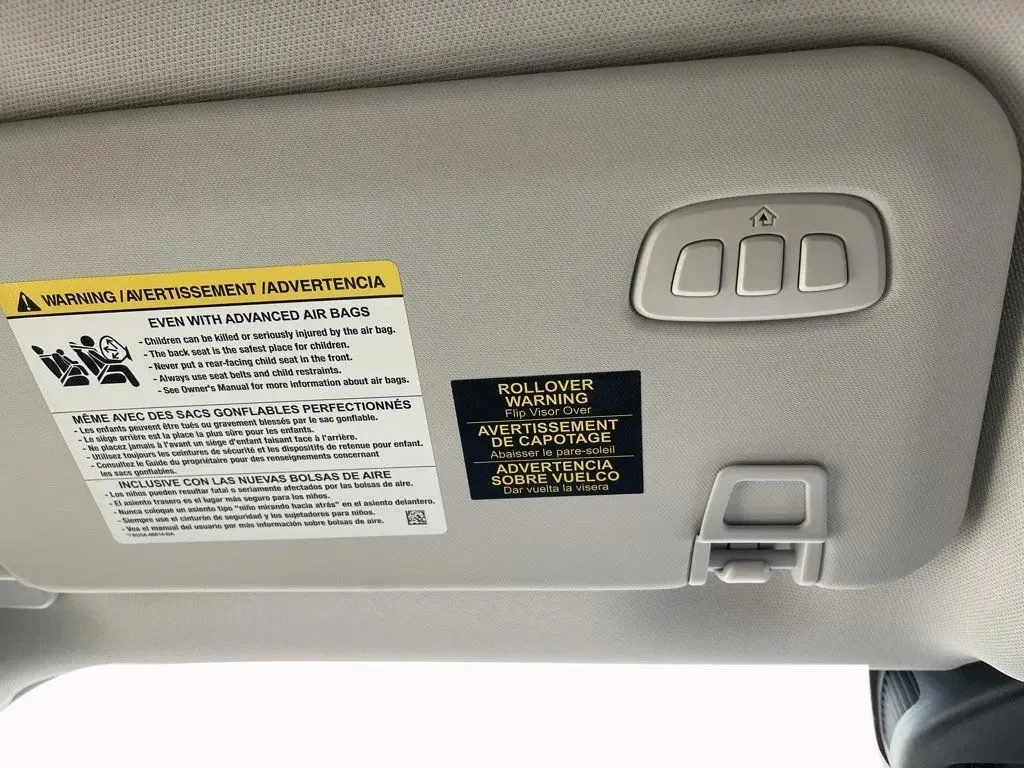 WARNING / AVERTISSEMENT / ADVERTENCIA
EVEN WITH ADVANCED AIR BAGS
- Children can be killed or seriously injured by the air bag.
- The back seat is the safest place for children.
- Never put a rear-facing child seat in the front.
- Always use seat belts and child restraints.
- See Owner's Manual for more information about air bags.
MÊME AVEC DES SACS GONFLABLES PERFECTIONNÉS
- Les enfants peuvent être tués ou gravement blessés par le sac gonflable.
- Le siège arrière est la place la plus sûre pour les enfants.
- Ne placez jamais à l'avant un siège d'enfant faisant face à l'arrière.
- Utilisez toujours les ceintures de sécurité et les dispositifs de retenue pour enfant.
- Consultez le Guide du propriétaire pour des renseignements concernant
les sacs gonflables.
INCLUSIVE CON LAS NUEVAS BOLSAS DE AIRE
- Los niños pueden resultar fatal o seriamente afectados por las bolsas de aire.
- El asiento trasero es el lugar más seguro para los niños.
- Nunca coloque un asiento tipo "niño mirando hacia atrás" en el asiento delantero.
- Siempre use el cinturón de seguridad y los sujetadores para niños.
- Vea el manual del usuario por más información sobre bolsas de aire.
ROLLOVER
WARNING
Flip Visor Over
AVERTISSEMENT
DE CAPOTAGE
Abaisser le pare-soleil
ADVERTENCIA
SOBRE VUELCO
Dar vuelta la visera